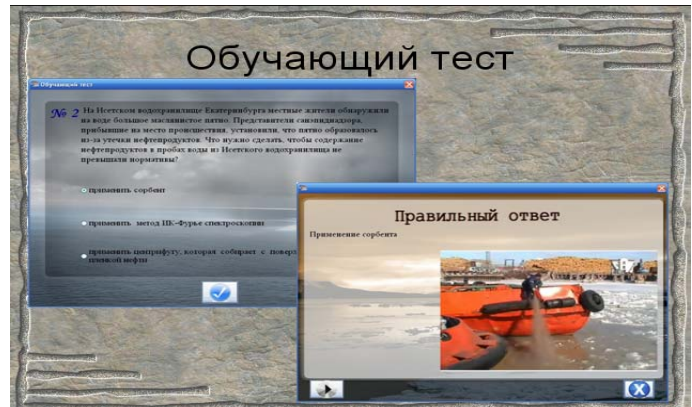 Обучающий тест
Обучающий тест
№ 2 На Исетском водохранилище Екатеринбурга местные жители обнаружили
на воде большое маслянистое пятно. Представители санэпиднадзора,
прибывшие на место происшествия, установили, что пятно образовалось
из-за утечки нефтепродуктов. Что нужно сделать, чтобы содержание
нефтепродуктов в пробах воды из Исетского водохранилища не
превышали нормативы?
применить сорбент
применить метод ИК-Фурье спектроскопии
применить центрифугу, которая собирает с
пленкой нефти
Правильный ответ
Применение сорбента